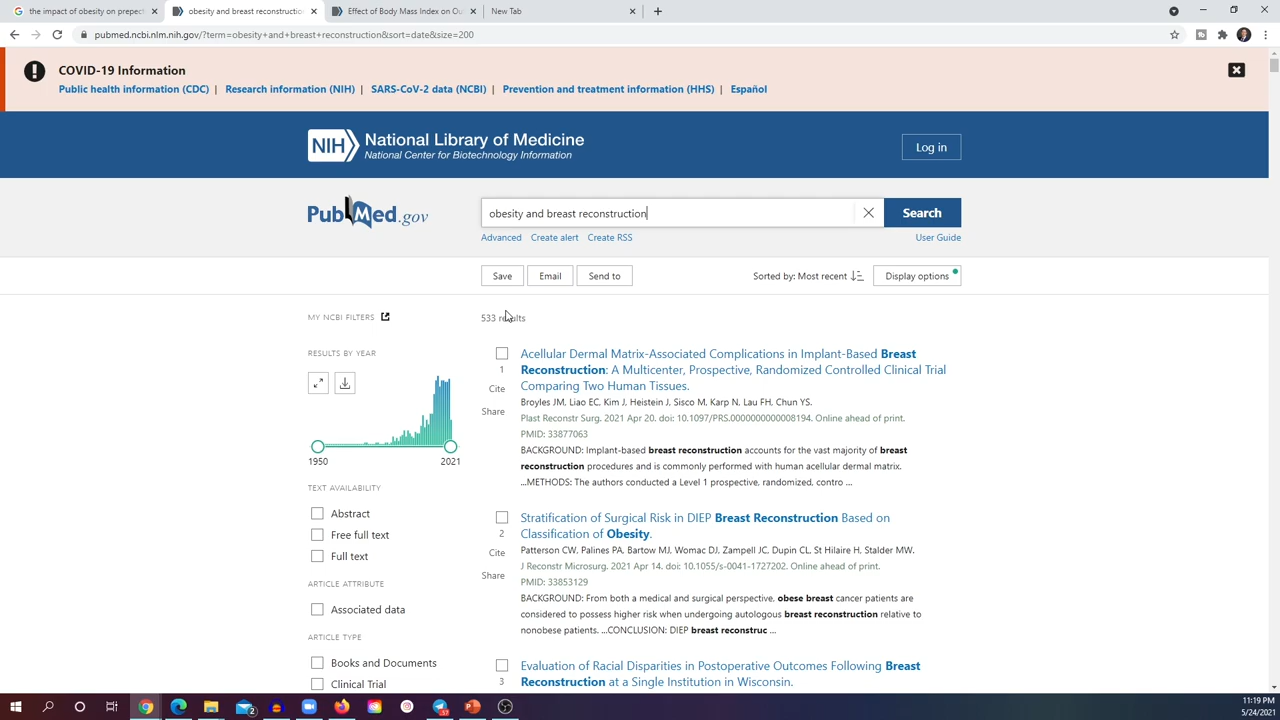 the impact of obesity on prepect
obesity and breast reconstructio
Effect of Body Mass Index on Ou
New Tab
pubmed.ncbi.nlm.nih.gov/?term=obesity+and+breast+reconstruction&sort=date&size=200
COVID-19 Information
Public health information (CDC) | Research information (NIH) | SARS-CoV-2 data (NCBI) | Prevention and treatment information (HHS) | Español
NIH National Library of Medicine
National Center for Biotechnology Information
Log in
PubMed.gov
obesity and breast reconstruction
Search
Advanced Create alert Create RSS
User Guide
Save Email Send to
Sorted by: Most recent
Display options
MY NCBI FILTERS
533 results
RESULTS BY YEAR
1950 2021
TEXT AVAILABILITY
Abstract
Free full text
Full text
ARTICLE ATTRIBUTE
Associated data
ARTICLE TYPE
Books and Documents
Clinical Trial
1
Cite
Share
Acellular Dermal Matrix-Associated Complications in Implant-Based Breast
Reconstruction: A Multicenter, Prospective, Randomized Controlled Clinical Trial
Comparing Two Human Tissues.
Broyles JM, Liao EC, Kim J, Heistein J, Sisco M, Karp N, Lau FH, Chun YS.
Plast Reconstr Surg. 2021 Apr 20. doi: 10.1097/PRS.0000000000008194. Online ahead of print.
PMID: 33877063
BACKGROUND: Implant-based breast reconstruction accounts for the vast majority of breast
reconstruction procedures and is commonly performed with human acellular dermal matrix.
...METHODS: The authors conducted a Level 1 prospective, randomized, contro ...
2
Cite
Share
Stratification of Surgical Risk in DIEP Breast Reconstruction Based on
Classification of Obesity.
Patterson CW, Palines PA, Bartow MJ, Womac DJ, Zampell JC, Dupin CL, St Hilaire H, Stalder MW.
J Reconstr Microsurg. 2021 Apr 14. doi: 10.1055/s-0041-1727202. Online ahead of print.
PMID: 33853129
BACKGROUND: From both a medical and surgical perspective, obese breast cancer patients are
considered to possess higher risk when undergoing autologous breast reconstruction relative to
nonobese patients. ...CONCLUSION: DIEP breast reconstruc ...
3
Evaluation of Racial Disparities in Postoperative Outcomes Following Breast
Reconstruction at a Single Institution in Wisconsin.
11:19 PM
5/24/2021